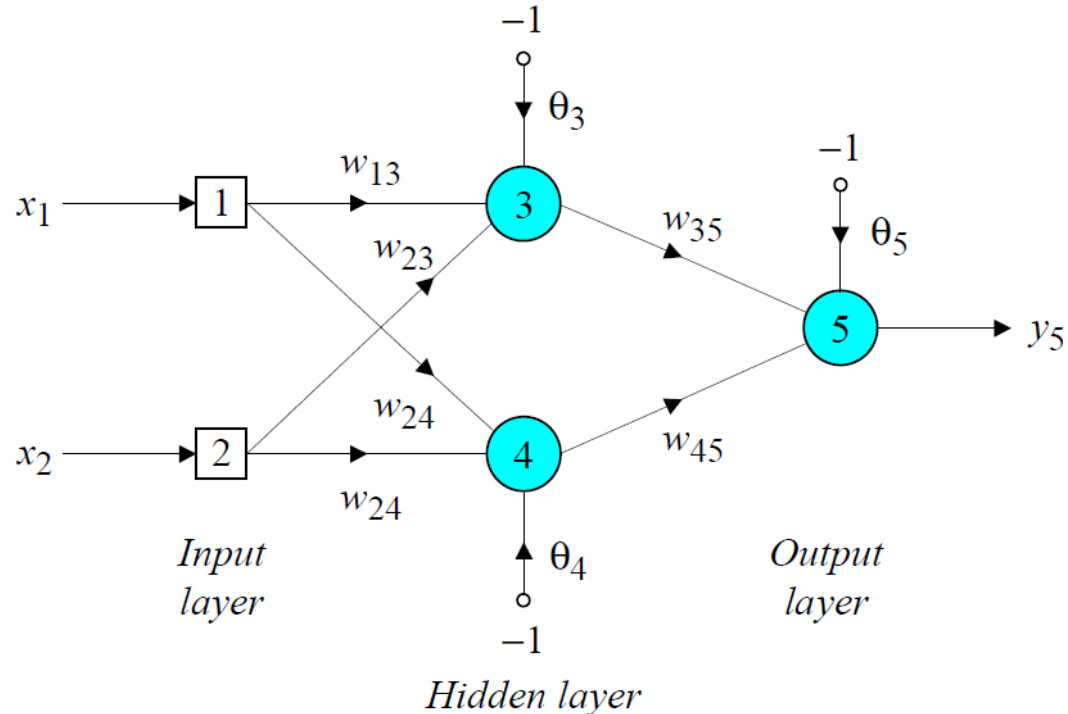 −1
θ3
−1
w13
x1
1
3
w35
θ5
w23
5
y5
w24
x2
2
4
w45
w24
Input
layer
θ4
Output
layer
−1
Hidden layer